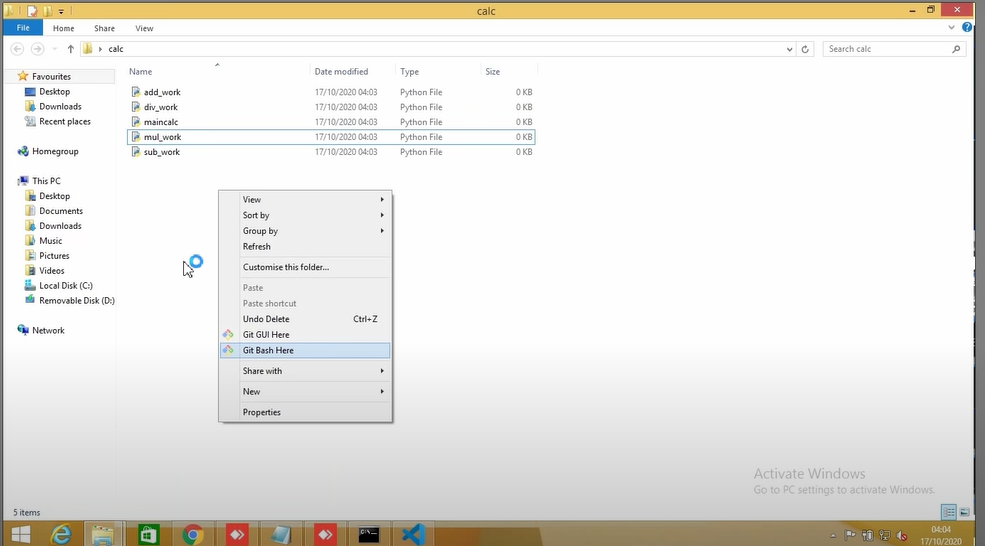 calc
File Home Share View
calc Search calc
Name Date modified Type Size
Favourites
Desktop
Downloads
Recent places
Homegroup
This PC
Desktop
Documents
Downloads
Music
Pictures
Videos
Local Disk (C:)
Removable Disk (D:)
Network
add_work 17/10/2020 04:03 Python File 0 KB
div_work 17/10/2020 04:03 Python File 0 KB
maincalc 17/10/2020 04:03 Python File 0 KB
mul_work 17/10/2020 04:03 Python File 0 KB
sub_work 17/10/2020 04:03 Python File 0 KB
View
Sort by
Group by
Refresh
Customise this folder...
Paste
Paste shortcut
Undo Delete Ctrl+Z
Git GUI Here
Git Bash Here
Share with
New
Properties
Activate Windows
Go to PC settings to activate Windows.
5 items
04:04
17/10/2020